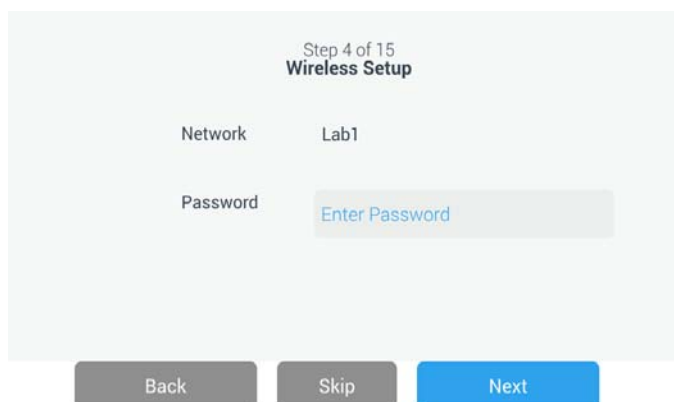 Step 4 of 15
Wireless Setup
Network Lab1
Password Enter Password
Back Skip Next